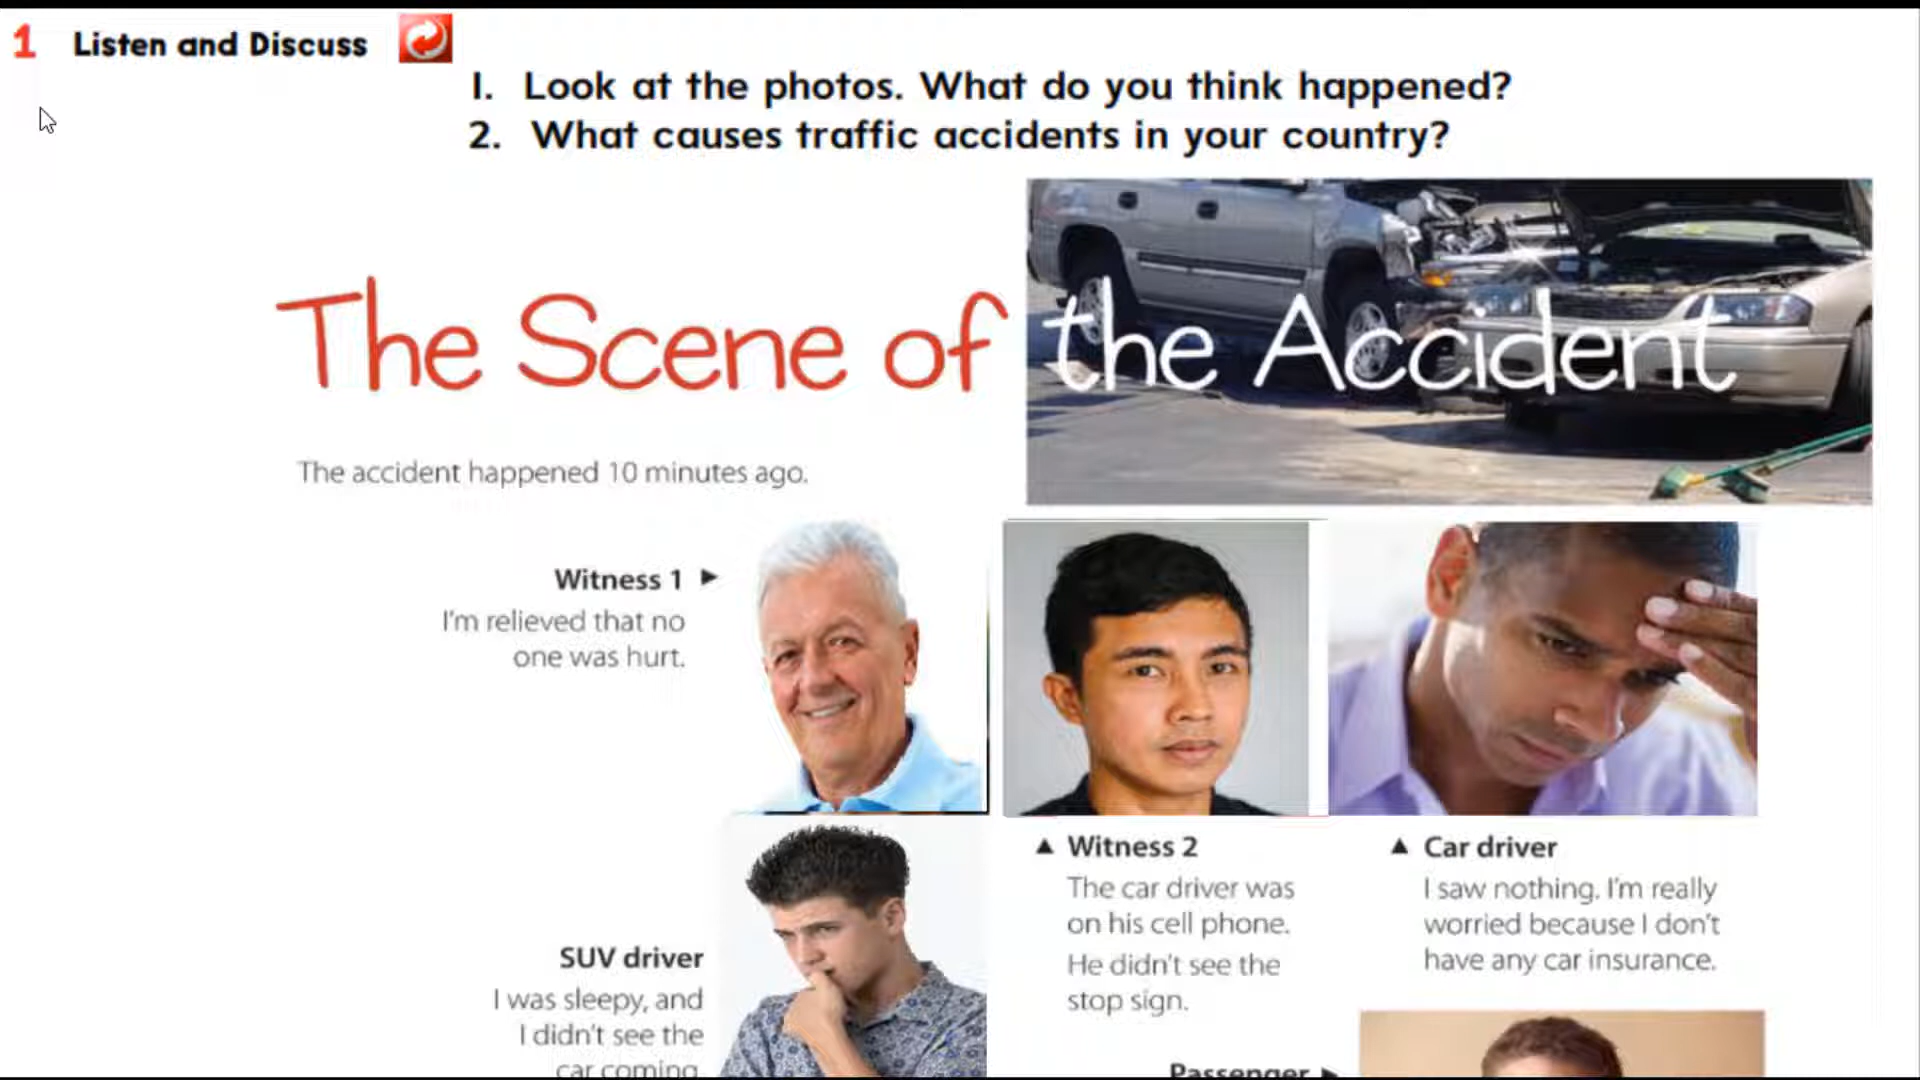 1 Listen and Discuss
1. Look at the photos. What do you think happened?
2. What causes traffic accidents in your country?
The Scene of the Accident
The accident happened 10 minutes ago.
Witness 1 ►
I'm relieved that no
one was hurt.
▲ Witness 2
The car driver was
on his cell phone.
He didn't see the
stop sign.
▲ Car driver
I saw nothing. I'm really
worried because I don't
have any car insurance.
SUV driver
I was sleepy, and
I didn't see the
car coming.
Passenger ►